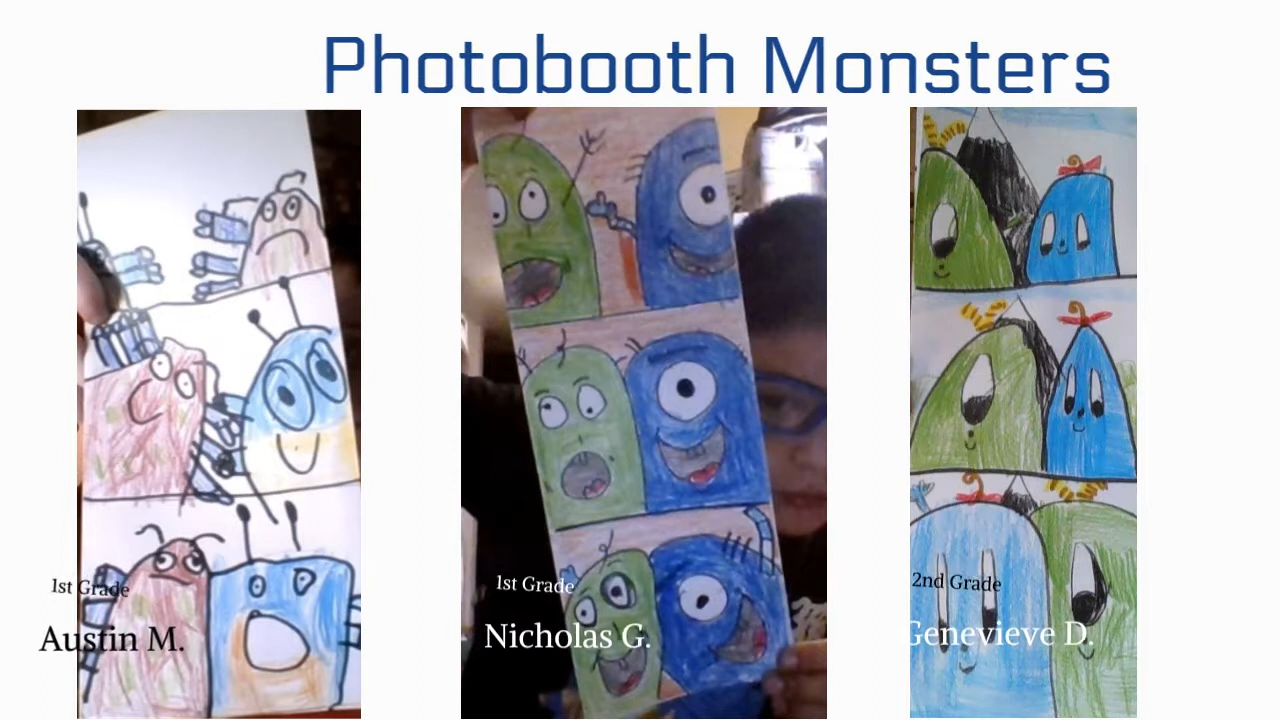 Photobooth Monsters
1st Grade
Austin M.
1st Grade
Nicholas G.
2nd Grade
Genevieve D.